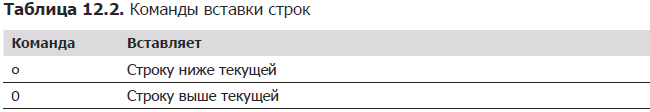 Таблица 12.2. Команды вставки строк
Команда Вставляет
o Строку ниже текущей
O Строку выше текущей